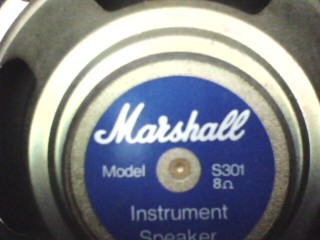 Marshall
Model S301
8Ω
Instrument
Speaker